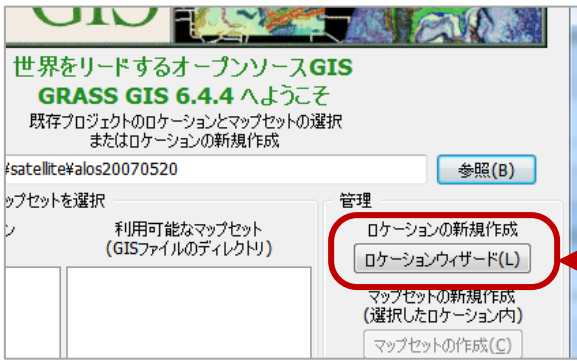 GIS
世界をリードするオープンソースGIS
GRASS GIS 6.4.4 へようこそ
既存プロジェクトのロケーションとマップセットの選択
またはロケーションの新規作成
¥satellite¥alos20070520
参照(B)
ップセットを選択
管理
ン
利用可能なマップセット
(GISファイルのディレクトリ)
ロケーションの新規作成
ロケーションウィザード(L)
マップセットの新規作成
(選択したロケーション内)
マップセットの作成(C)